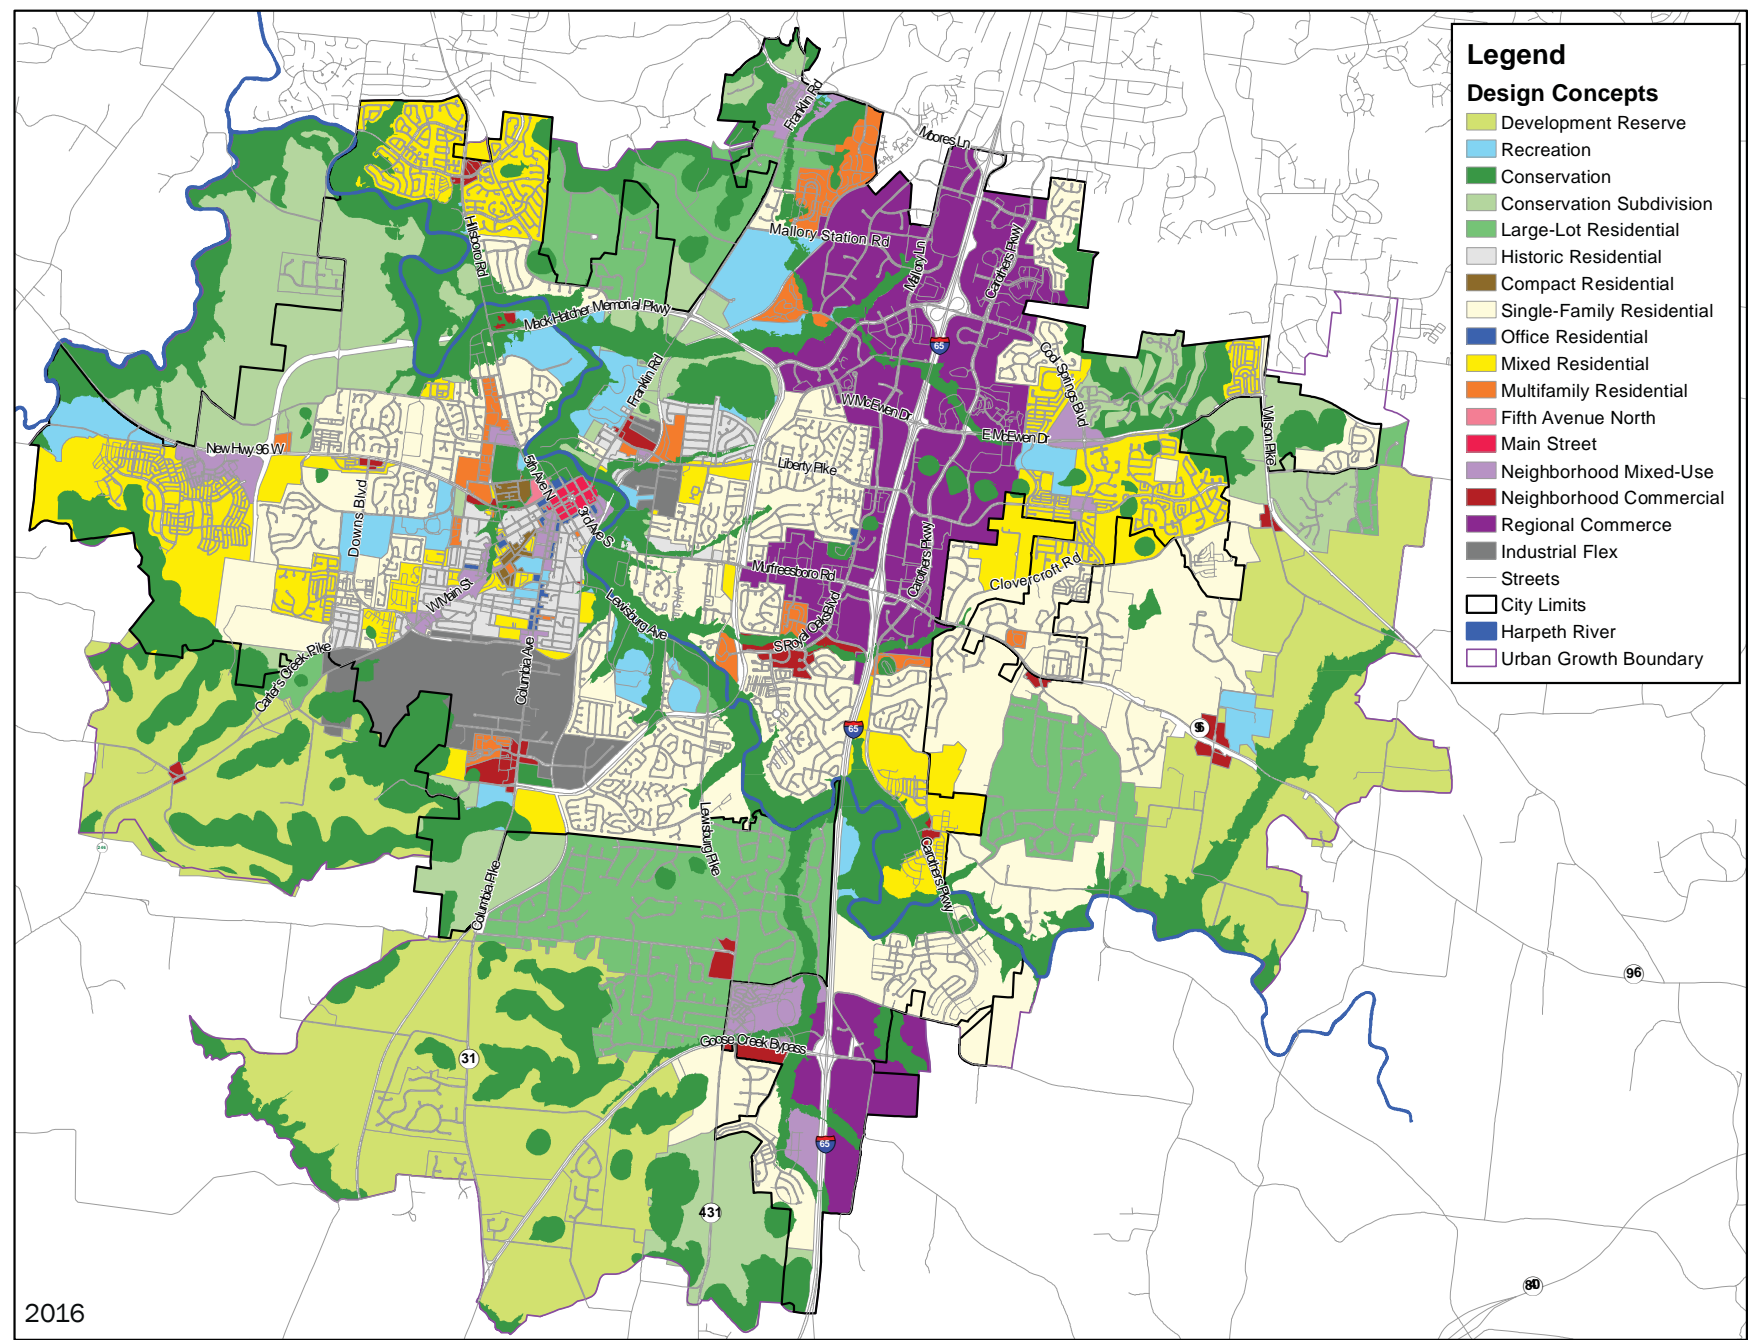 Legend
Design Concepts
Development Reserve
Recreation
Conservation
Conservation Subdivision
Large-Lot Residential
Historic Residential
Compact Residential
Single-Family Residential
Office Residential
Mixed Residential
Multifamily Residential
Fifth Avenue North
Main Street
Neighborhood Mixed-Use
Neighborhood Commercial
Regional Commerce
Industrial Flex
Streets
City Limits
Harpeth River
Urban Growth Boundary
Franklin Rd
Moores Ln
Hillsboro Rd
Mallory Station Rd
Mallory Ln
Carothers Pkwy
Mack Hatcher Memorial Pkwy
65
Franklin Rd
Cool Springs Blvd
W McEwen Dr
E McEwen Dr
Wilson Pike
New Hwy 96 W
Liberty Pike
5th Ave N
3rd Ave S
Downs Blvd
Murfreesboro Rd
Carothers Pkwy
Clovercroft Rd
W Main St
Lewisburg Ave
S Royal Oaks Blvd
Carter's Creek Pike
Columbia Ave
65
96
Lewisburg Pike
Carothers Pkwy
Columbia Pike
96
31
Goose Creek Bypass
65
431
840
2016